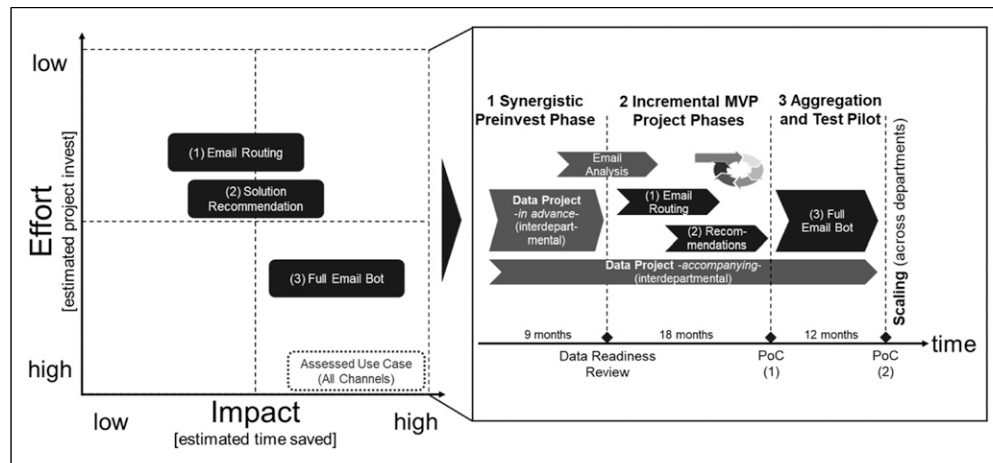 low
Effort
[estimated project invest]
high
(1) Email Routing
(2) Solution
Recommendation
(3) Full Email Bot
Assessed Use Case
(All Channels)
low
Impact
high
[estimated time saved]
1 Synergistic
Preinvest Phase
2 Incremental MVP
Project Phases
3 Aggregation
and Test Pilot
Email
Analysis
Data Project
-in advance-
(interdepart-
mental)
(1) Email
Routing
(2) Recom-
mendations
(3) Full
Email Bot
Data Project -accompanying-
(interdepartmental)
Scaling (across departments)
9 months
18 months
12 months
time
Data Readiness
Review
PoC
(1)
PoC
(2)